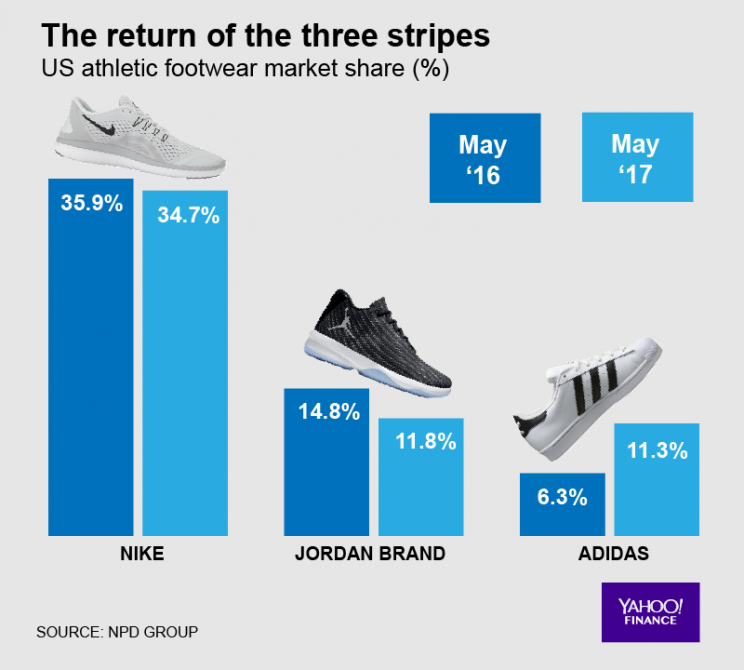 The return of the three stripes
US athletic footwear market share (%)
May
‘16
May
‘17
35.9%
34.7%
14.8%
11.8%
6.3%
11.3%
NIKE
JORDAN BRAND
ADIDAS
SOURCE: NPD GROUP
YAHOO!
FINANCE